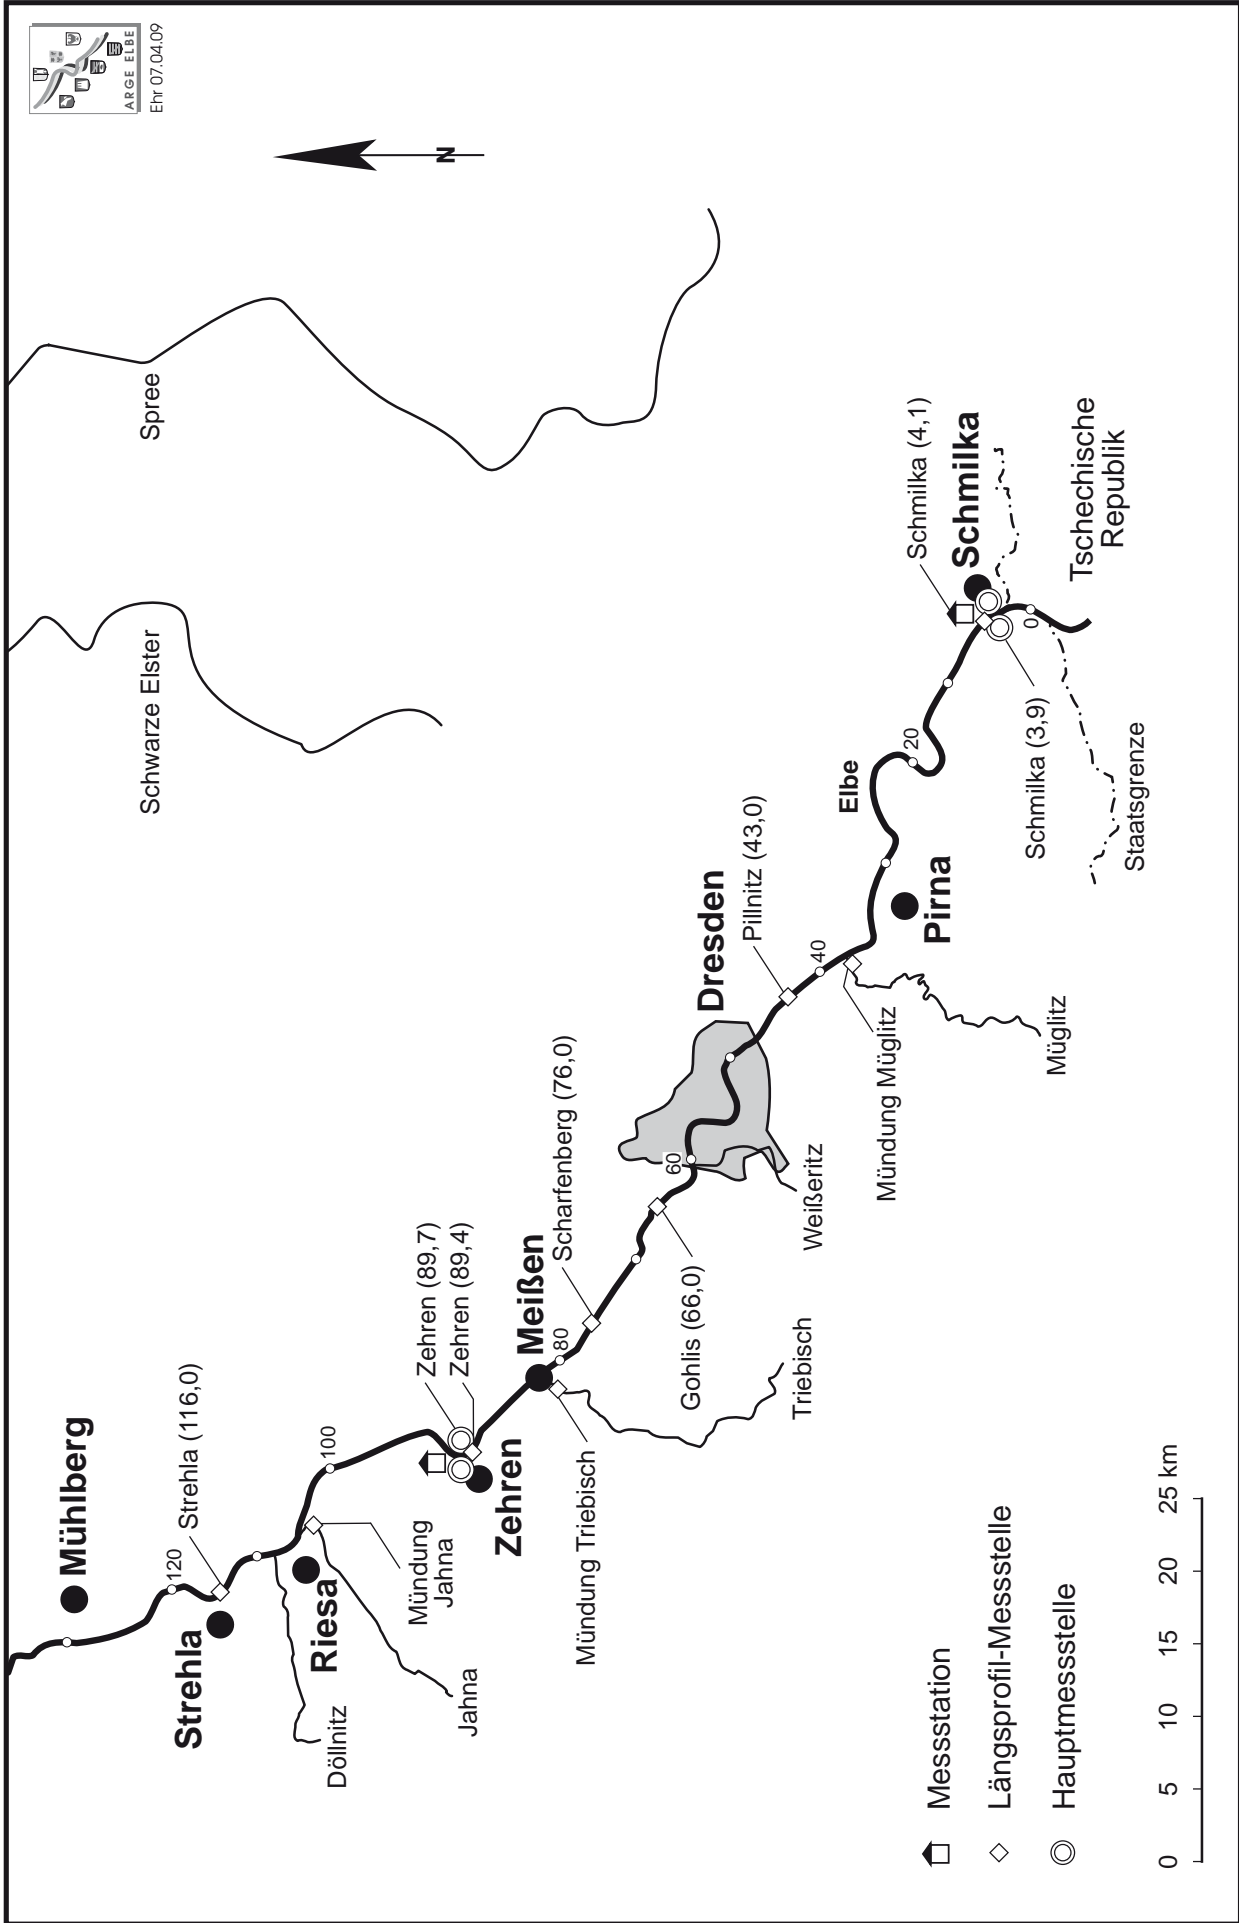 ARGE ELBE
Ehr 07.04.09
N
Spree
Schwarze Elster
Mühlberg
120
Strehla (116,0)
Strehla
Riesa
Döllnitz
Jahna
Mündung
Jahna
100
Zehren (89,7)
Zehren (89,4)
Zehren
Meißen
Mündung Triebisch
Triebisch
80
Scharfenberg (76,0)
Gohlis (66,0)
60
Dresden
Weißeritz
Pillnitz (43,0)
40
Mündung Müglitz
Müglitz
Pirna
Elbe
20
Schmilka (4,1)
Schmilka
Schmilka (3,9)
0
Tschechische
Republik
Staatsgrenze
Messstation
Längsprofil-Messstelle
Hauptmessstelle
0 5 10 15 20 25 km